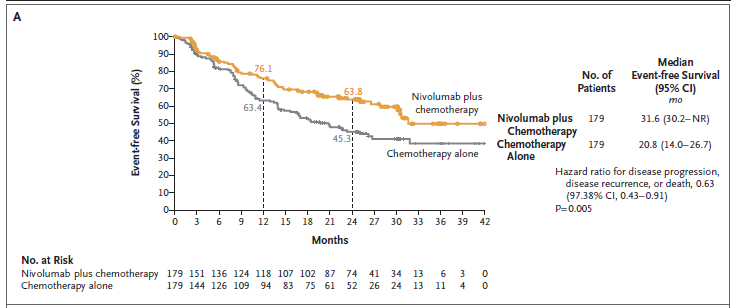 A
100
90
80
70
60
50
40
30
20
10
0
Event-free Survival (%)
76.1
63.4
63.8
45.3
Nivolumab plus
chemotherapy
Chemotherapy alone
0 3 6 9 12 15 18 21 24 27 30 33 36 39 42
Months
No. of
Patients
Median
Event-free Survival
(95% CI)
mo
Nivolumab plus
Chemotherapy
179 31.6 (30.2–NR)
Chemotherapy
Alone
179 20.8 (14.0–26.7)
Hazard ratio for disease progression,
disease recurrence, or death, 0.63
(97.38% CI, 0.43–0.91)
P=0.005
No. at Risk
Nivolumab plus chemotherapy 179 151 136 124 118 107 102 87 74 41 34 13 6 3 0
Chemotherapy alone 179 144 126 109 94 83 75 61 52 26 24 13 11 4 0